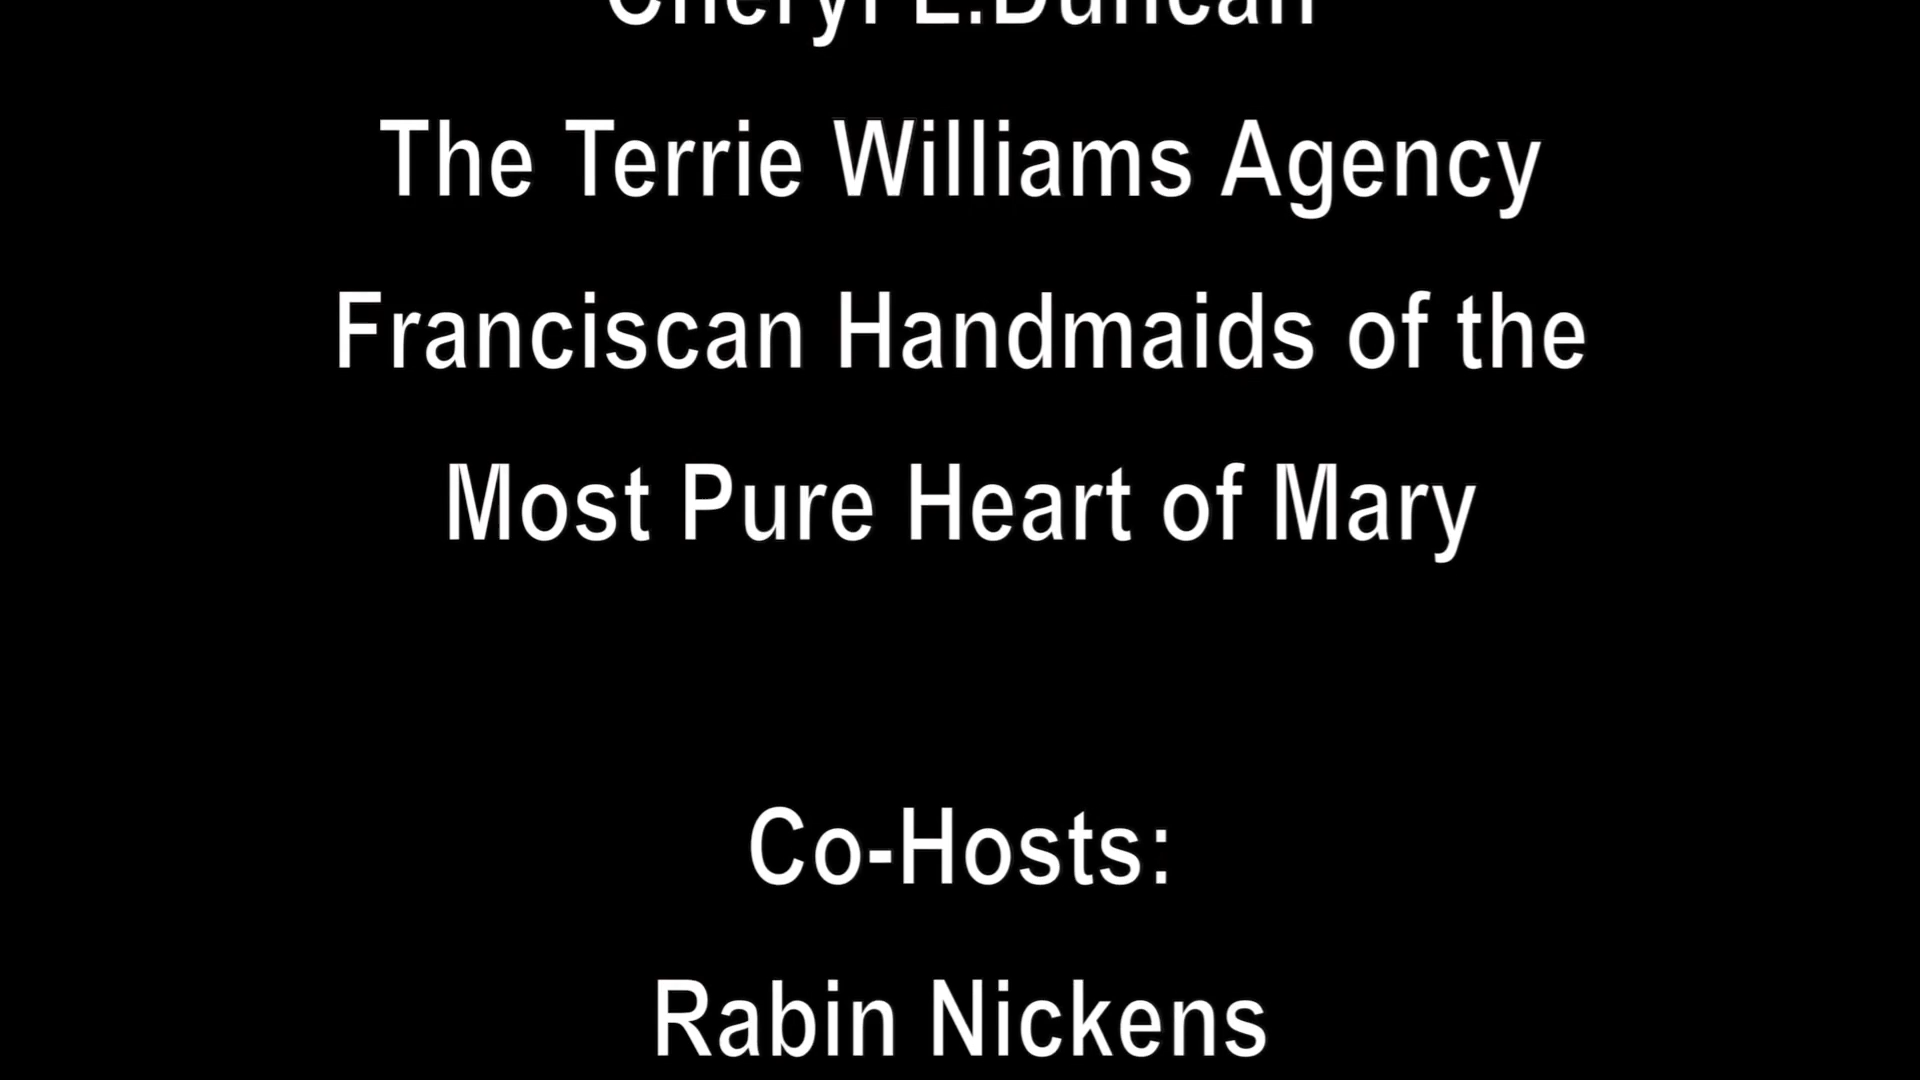 Cheryl L.Duncan
The Terrie Williams Agency
Franciscan Handmaids of the
Most Pure Heart of Mary
Co-Hosts:
Rabin Nickens